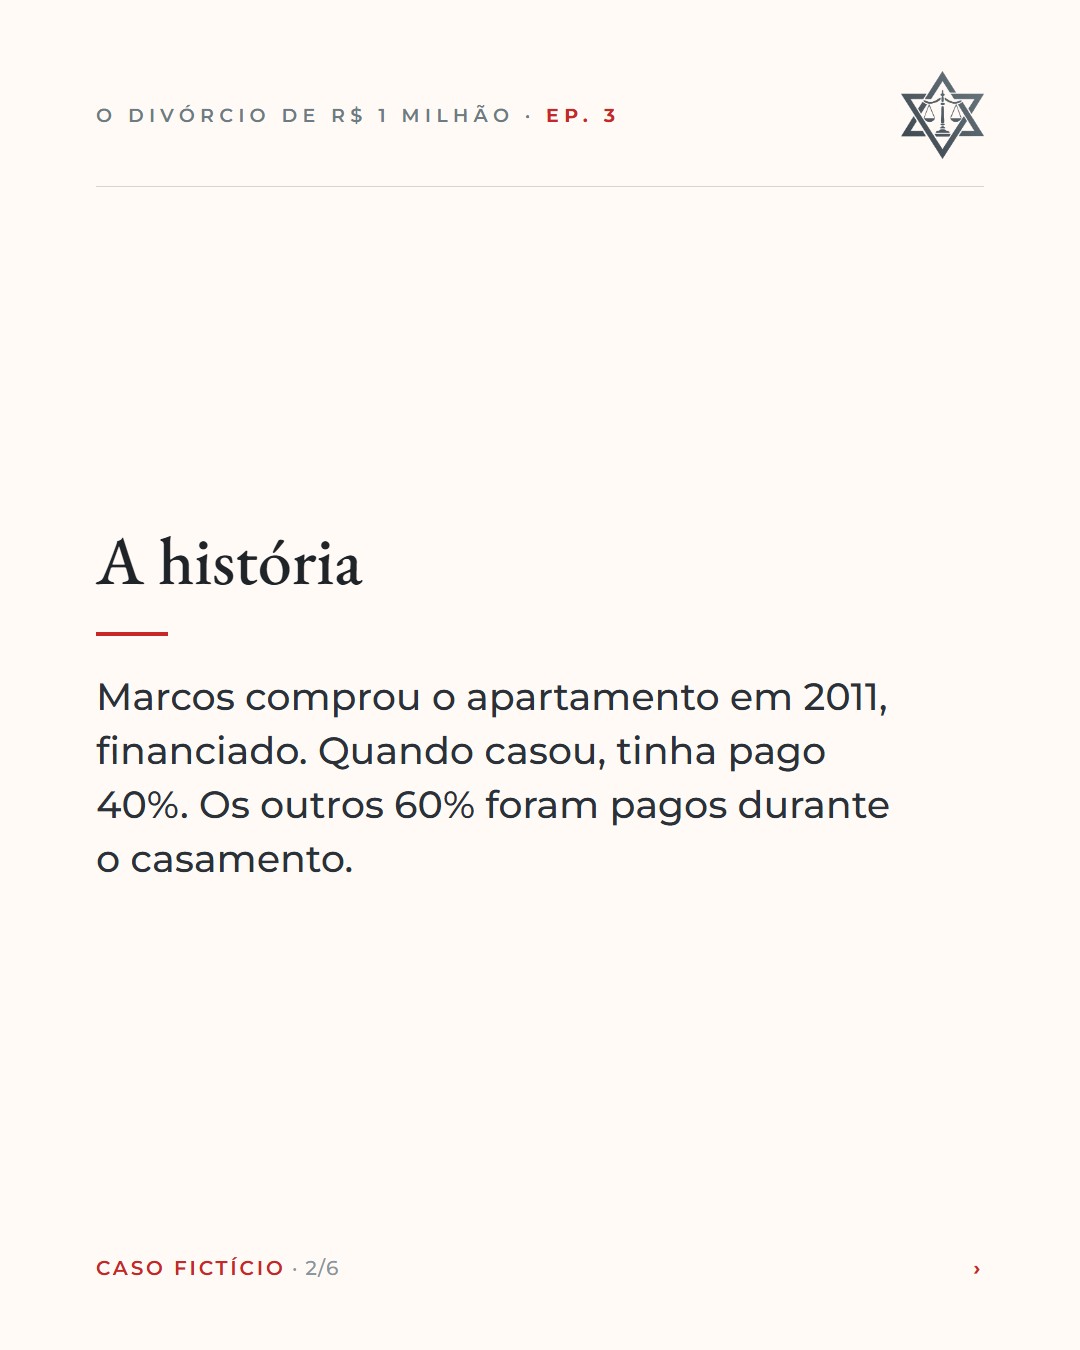 O DIVÓRCIO DE R$ 1 MILHÃO · EP. 3
A história
Marcos comprou o apartamento em 2011,
financiado. Quando casou, tinha pago
40%. Os outros 60% foram pagos durante
o casamento.
CASO FICTÍCIO · 2/6 ›